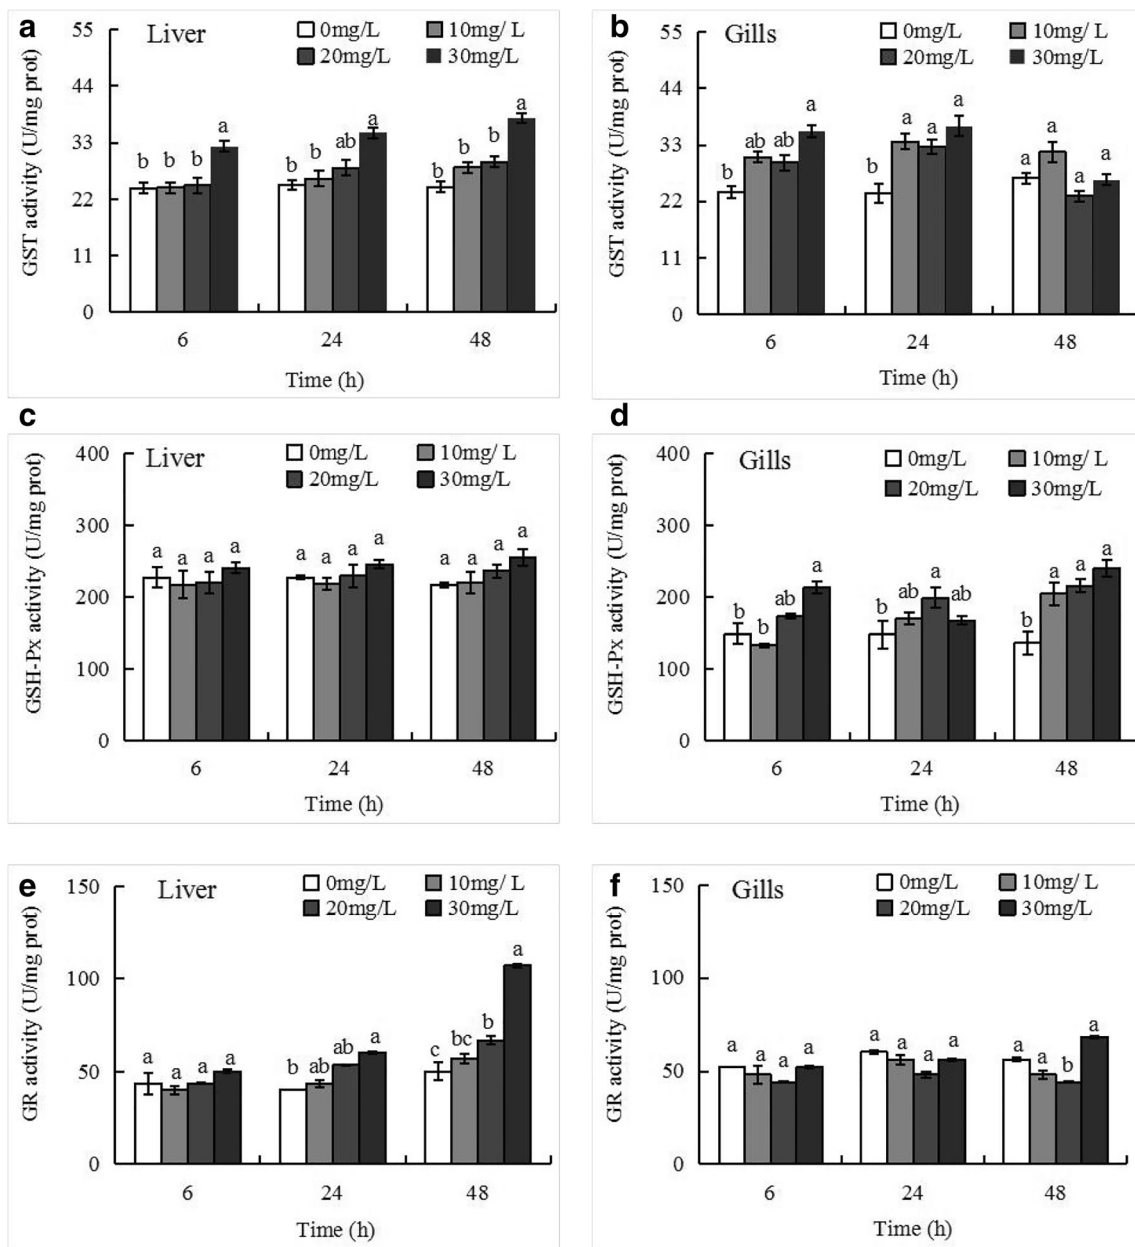 a
Liver
0mg/L
10mg/ L
20mg/L
30mg/L
GST activity (U/mg prot)
55
44
33
22
11
0
b b b a
b b ab a
b b b a
6 24 48
Time (h)
b
Gills
0mg/L
10mg/ L
20mg/L
30mg/L
GST activity (U/mg prot)
55
44
33
22
11
0
b ab ab a
b a a a
a a a a
6 24 48
Time (h)
c
Liver
0mg/L
10mg/ L
20mg/L
30mg/L
GSH-Px activity (U/mg prot)
400
300
200
100
0
a a a a
a a a a
a a a a
6 24 48
Time (h)
d
Gills
0mg/L
10mg/ L
20mg/L
30mg/L
GSH-Px activity (U/mg prot)
400
300
200
100
0
b b ab a
b ab a ab
b a a a
6 24 48
Time (h)
e
Liver
0mg/L
10mg/ L
20mg/L
30mg/L
GR activity (U/mg prot)
150
100
50
0
a a a a
b ab ab a
c bc b a
6 24 48
Time (h)
f
Gills
0mg/L
10mg/ L
20mg/L
30mg/L
GR activity (U/mg prot)
150
100
50
0
a a a a
a a a a
a a b a
6 24 48
Time (h)